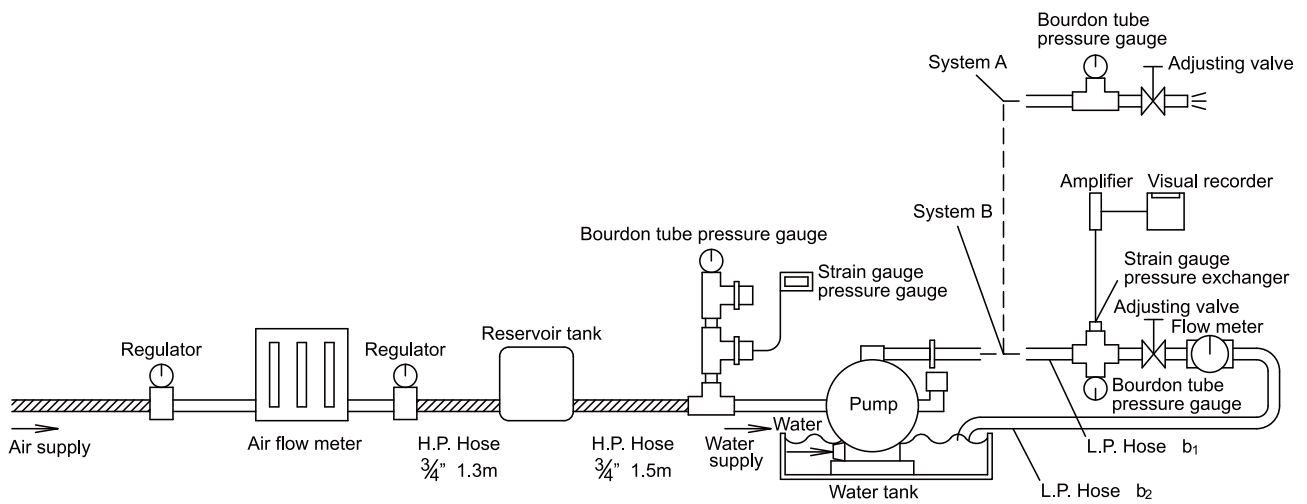 Bourdon tube
pressure gauge
System A
Adjusting valve
Amplifier
Visual recorder
System B
Bourdon tube pressure gauge
Strain gauge
pressure gauge
Strain gauge
pressure exchanger
Adjusting valve
Flow meter
Reservoir tank
Regulator
Regulator
Pump
Bourdon tube
pressure gauge
Air supply
Air flow meter
H.P. Hose
3/4" 1.3m
H.P. Hose
3/4" 1.5m
Water
Water
supply
L.P. Hose b₁
Water tank
L.P. Hose b₂